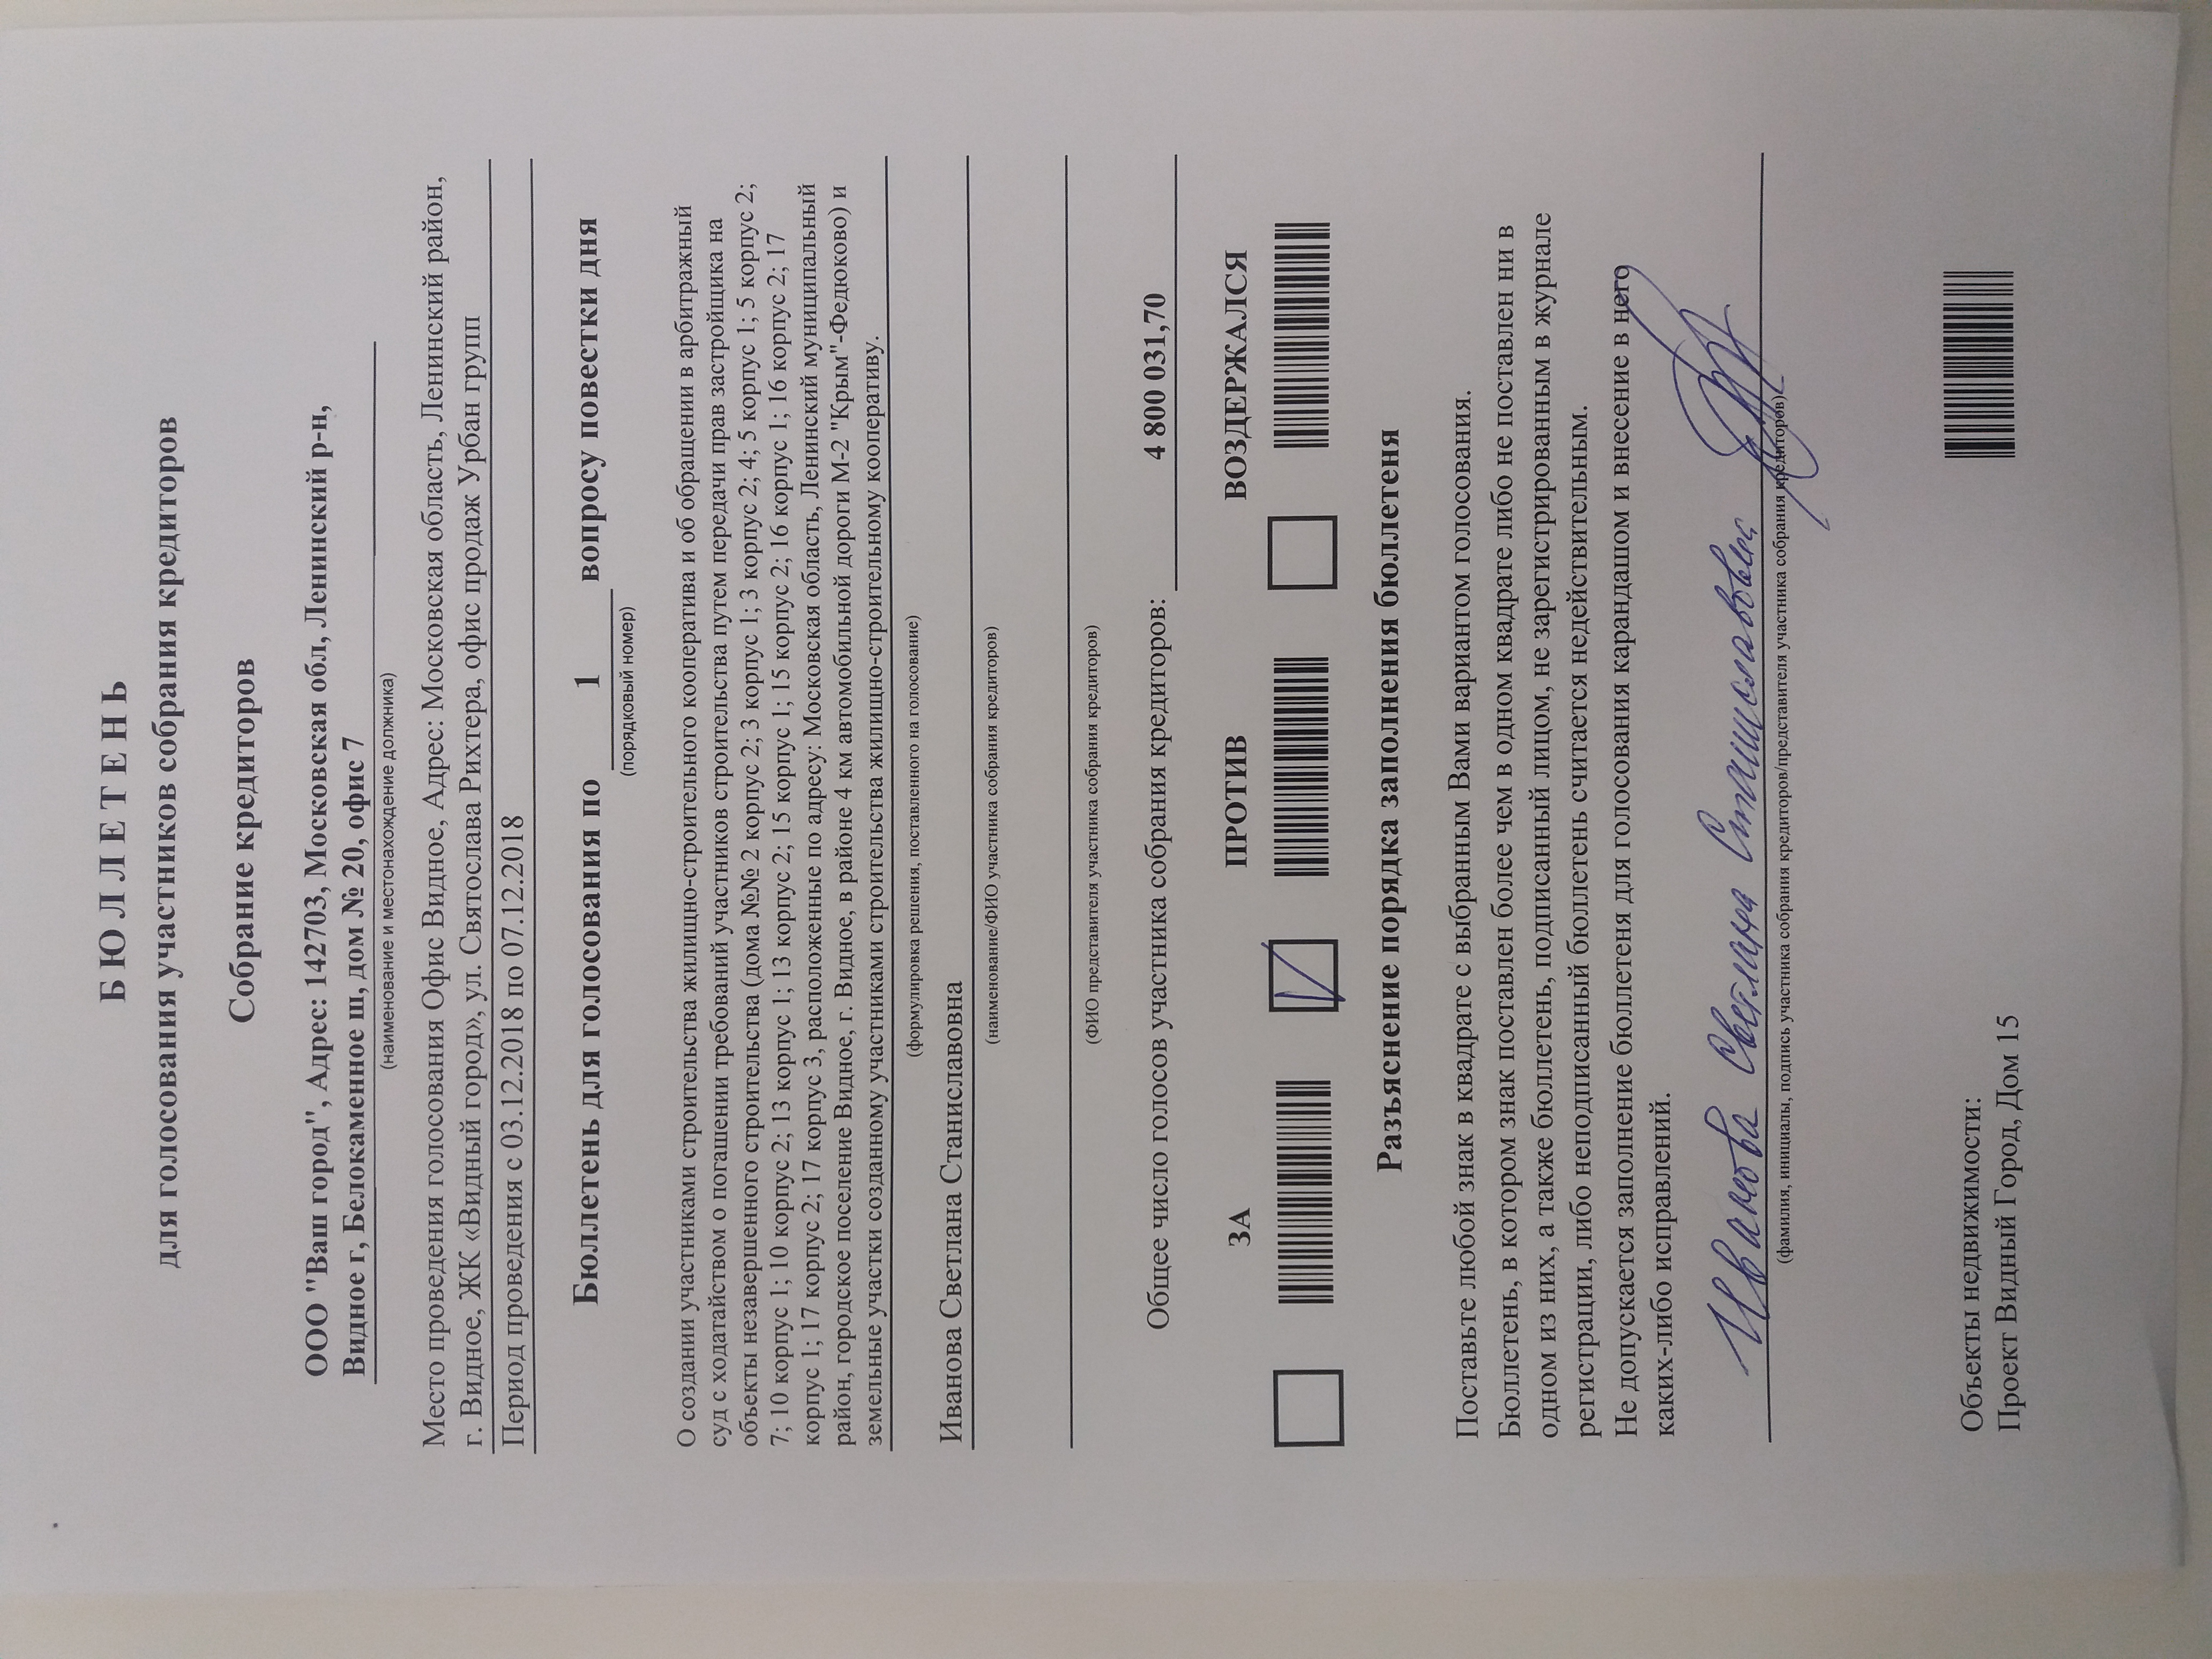 БЮЛЛЕТЕНЬ
для голосования участников собрания кредиторов
Собрание кредиторов
ООО "Ваш город", Адрес: 142703, Московская обл, Ленинский р-н,
Видное г, Белокаменное ш, дом № 20, офис 7
(наименование и местонахождение должника)
Место проведения голосования Офис Видное, Адрес: Московская область, Ленинский район,
г. Видное, ЖК «Видный город», ул. Святослава Рихтера, офис продаж Урбан групп
Период проведения с 03.12.2018 по 07.12.2018
Бюллетень для голосования по 1 вопросу повестки дня
(порядковый номер)
О создании участниками строительства жилищно-строительного кооператива и об обращении в арбитражный
суд с ходатайством о погашении требований участников строительства путем передачи прав застройщика на
объекты незавершенного строительства (дома №№ 2 корпус 2; 3 корпус 1; 3 корпус 2; 4; 5 корпус 1; 5 корпус 2;
7; 10 корпус 1; 10 корпус 2; 13 корпус 1; 13 корпус 2; 15 корпус 1; 15 корпус 2; 16 корпус 1; 16 корпус 2; 17
корпус 1; 17 корпус 2; 17 корпус 3, расположенные по адресу: Московская область, Ленинский муниципальный
район, городское поселение Видное, г. Видное, в районе 4 км автомобильной дороги М-2 "Крым"-Федюково) и
земельные участки созданному участниками строительства жилищно-строительному кооперативу.
(формулировка решения, поставленного на голосование)
Иванова Светлана Станиславовна
(наименование/ФИО участника собрания кредиторов)
(ФИО представителя участника собрания кредиторов)
Общее число голосов участника собрания кредиторов: 4 800 031,70
ЗА ПРОТИВ ВОЗДЕРЖАЛСЯ
Разъяснение порядка заполнения бюллетеня
Поставьте любой знак в квадрате с выбранным Вами вариантом голосования.
Бюллетень, в котором знак поставлен более чем в одном квадрате либо не поставлен ни в
одном из них, а также бюллетень, подписанный лицом, не зарегистрированным в журнале
регистрации, либо неподписанный бюллетень считается недействительным.
Не допускается заполнение бюллетеня для голосования карандашом и внесение в него
каких-либо исправлений.
Иванова Светлана Станиславовна
(фамилия, инициалы, подпись участника собрания кредиторов/представителя участника собрания кредиторов)
Объекты недвижимости:
Проект Видный Город, Дом 15